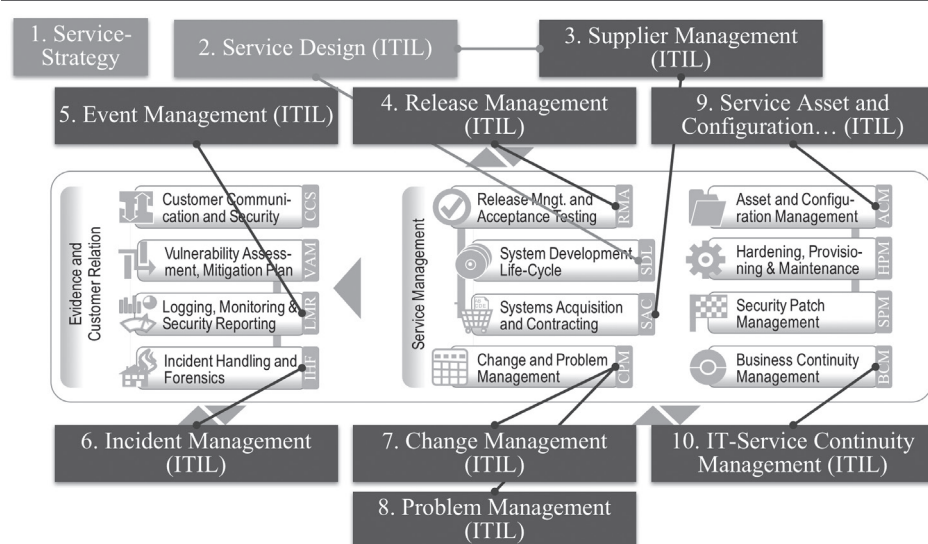 1. Service-
Strategy
2. Service Design (ITIL)
3. Supplier Management
(ITIL)
5. Event Management (ITIL)
4. Release Management
(ITIL)
9. Service Asset and
Configuration… (ITIL)
Evidence and
Customer Relation
Customer Communi-
cation and Security
CCS
Vulnerability Assess-
ment, Mitigation Plan
VAM
Logging, Monitoring &
Security Reporting
LMR
Incident Handling and
Forensics
IHF
Service Management
Release Mngt. and
Acceptance Testing
RMA
System Development
Life-Cycle
SDL
Systems Acquisition
and Contracting
SAC
Change and Problem
Management
CPM
Asset and Configu-
ration Management
ACM
Hardening, Provisio-
ning & Maintenance
HPM
Security Patch
Management
SPM
Business Continuity
Management
BCM
6. Incident Management
(ITIL)
7. Change Management
(ITIL)
10. IT-Service Continuity
Management (ITIL)
8. Problem Management
(ITIL)